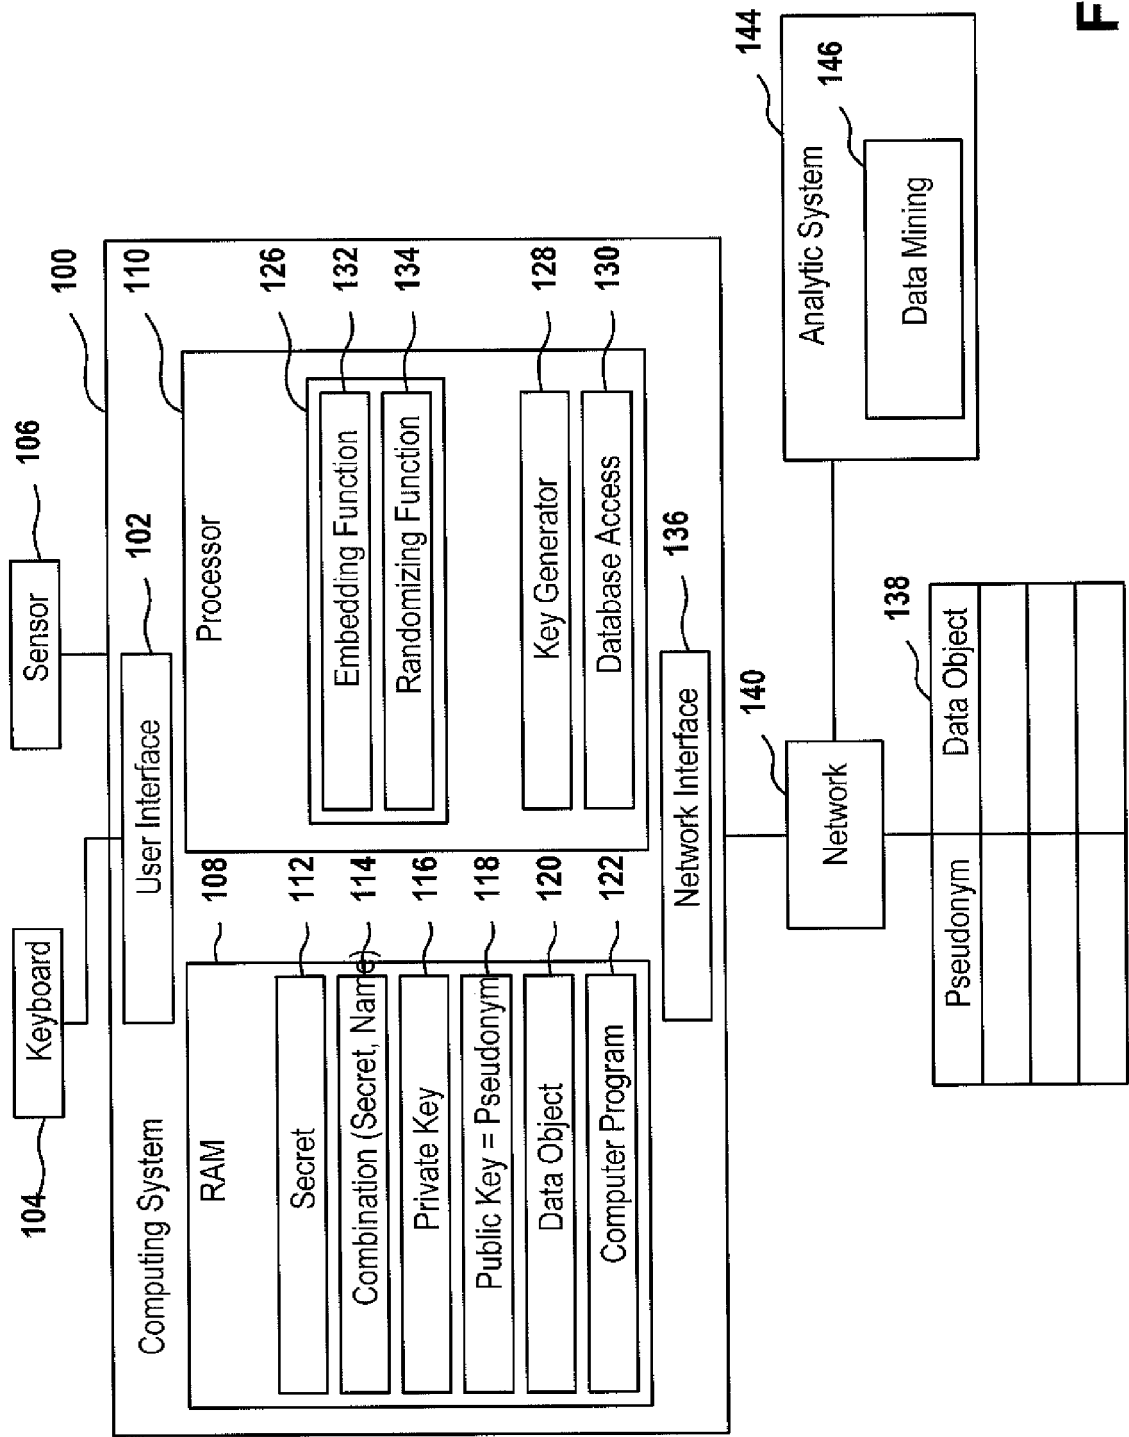 104
Keyboard
Sensor
106
Computing System
User Interface
102
100
RAM
108
Processor
110
Secret
112
126
Combination (Secret, Name)
114
Embedding Function
132
Private Key
116
Randomizing Function
134
Public Key = Pseudonym
118
Data Object
120
Key Generator
128
Computer Program
122
Database Access
130
Network Interface
136
Network
140
Analytic System
144
Data Mining
146
Pseudonym
Data Object
138
F